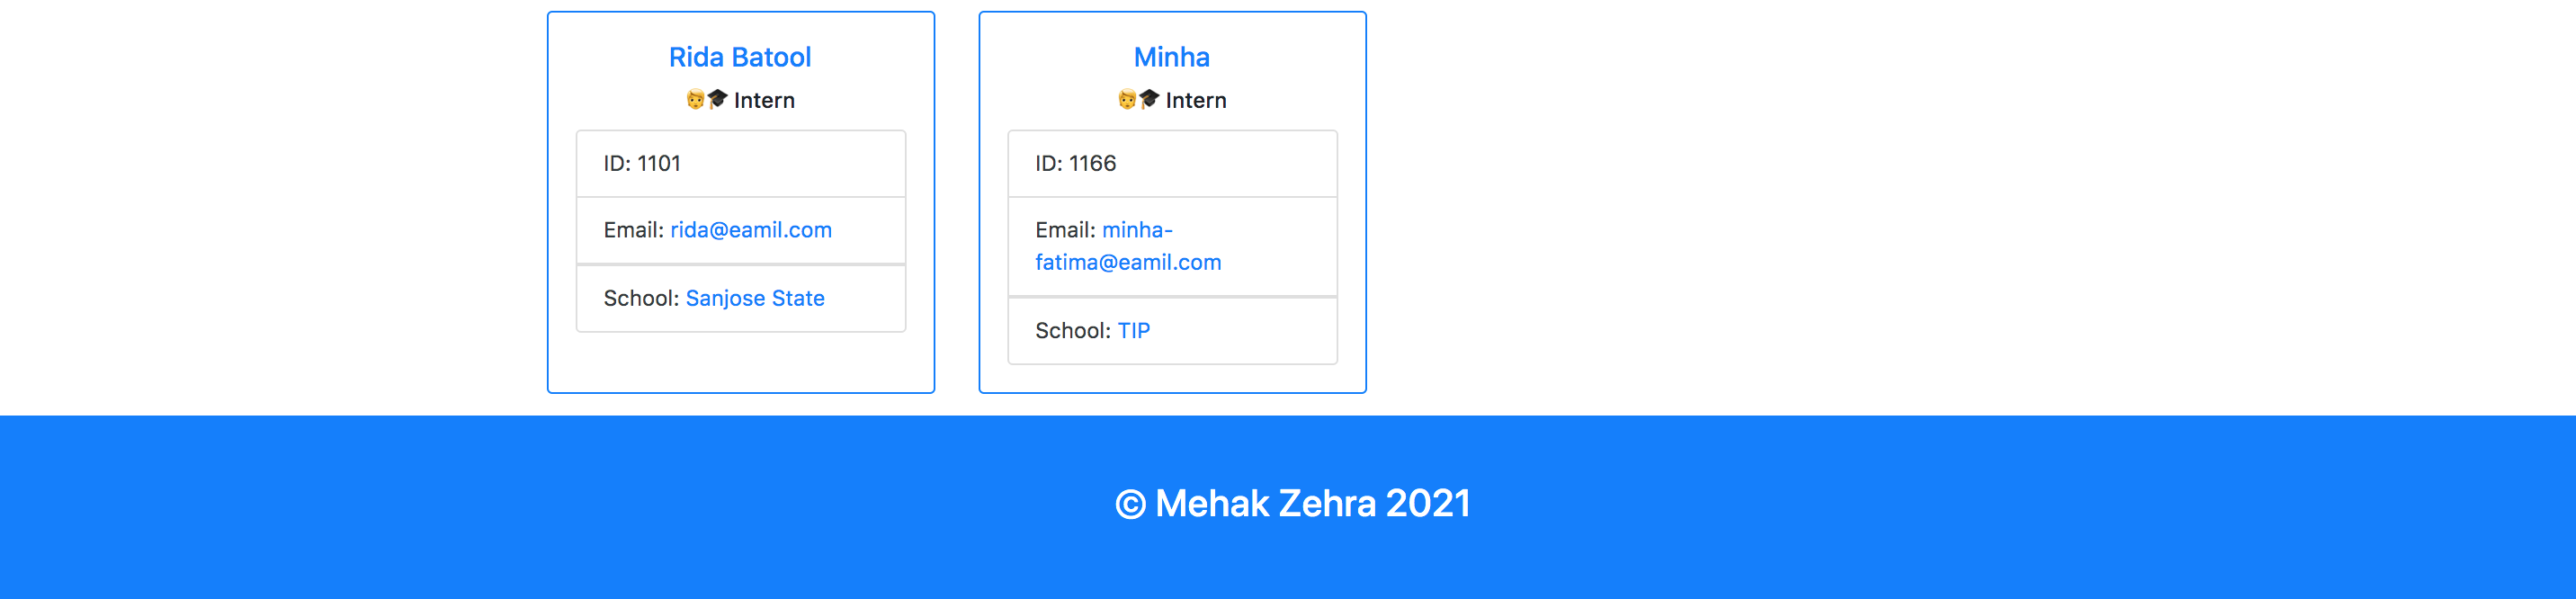 Rida Batool
Intern
ID: 1101
Email: rida@eamil.com
School: Sanjose State
Minha
Intern
ID: 1166
Email: minha-
fatima@eamil.com
School: TIP
© Mehak Zehra 2021